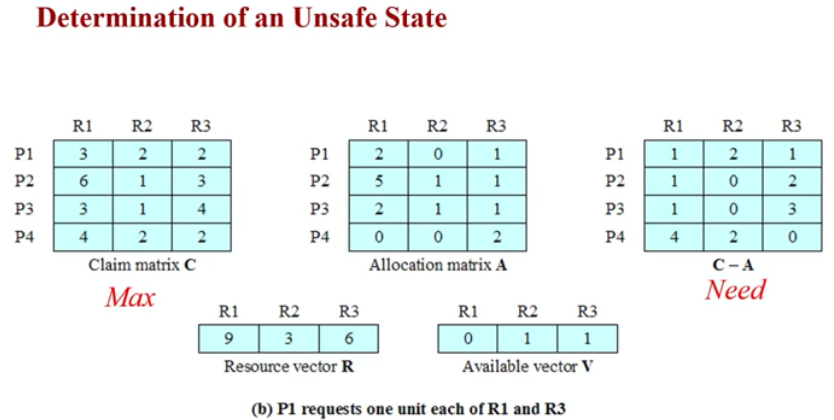 Determination of an Unsafe State
R1 R2 R3 R1 R2 R3 R1 R2 R3
P1 3 2 2 P1 2 0 1 P1 1 2 1
P2 6 1 3 P2 5 1 1 P2 1 0 2
P3 3 1 4 P3 2 1 1 P3 1 0 3
P4 4 2 2 P4 0 0 2 P4 4 2 0
Claim matrix C Allocation matrix A C – A
Max Need
R1 R2 R3 R1 R2 R3
9 3 6 0 1 1
Resource vector R Available vector V
(b) P1 requests one unit each of R1 and R3